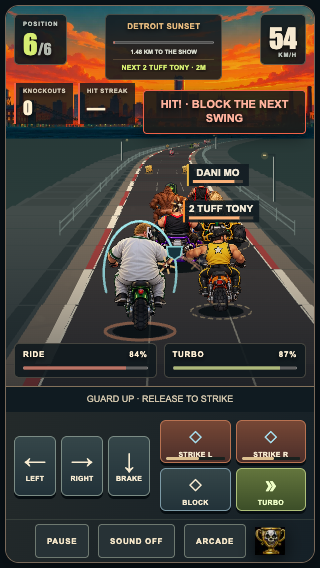 POSITION
6/6
DETROIT SUNSET
1.48 KM TO THE SHOW
NEXT 2 TUFF TONY · 2M
54
KM/H
KNOCKOUTS
0
HIT STREAK
—
HIT! · BLOCK THE NEXT
SWING
DANI MO
2 TUFF TONY
RIDE 84%
TURBO 87%
GUARD UP · RELEASE TO STRIKE
← LEFT
→ RIGHT
↓ BRAKE
◇ STRIKE L
◇ STRIKE R
◇ BLOCK
» TURBO
PAUSE
SOUND OFF
ARCADE